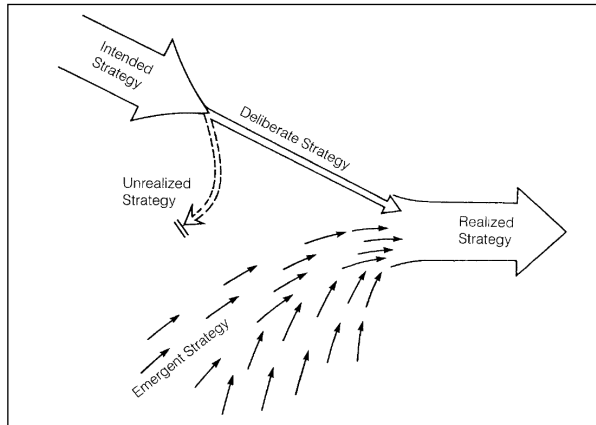 Intended
Strategy
Deliberate Strategy
Unrealized
Strategy
Realized
Strategy
Emergent Strategy